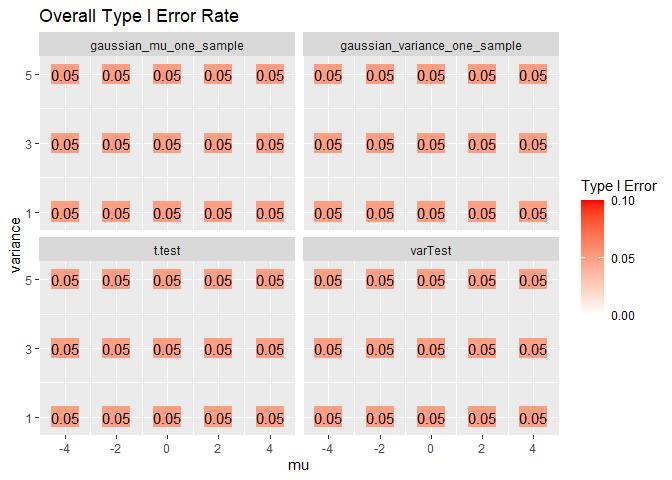 Overall Type I Error Rate
gaussian_mu_one_sample gaussian_variance_one_sample
5 0.05 0.05 0.05 0.05 0.05 0.05 0.05 0.05 0.05 0.05
3 0.05 0.05 0.05 0.05 0.05 0.05 0.05 0.05 0.05 0.05
1 0.05 0.05 0.05 0.05 0.05 0.05 0.05 0.05 0.05 0.05
t.test varTest
5 0.05 0.05 0.05 0.05 0.05 0.05 0.05 0.05 0.05 0.05
3 0.05 0.05 0.05 0.05 0.05 0.05 0.05 0.05 0.05 0.05
1 0.05 0.05 0.05 0.05 0.05 0.05 0.05 0.05 0.05 0.05
-4 -2 0 2 4 -4 -2 0 2 4
mu
variance
Type I Error
0.10
0.05
0.00